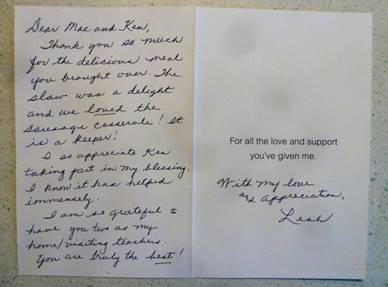 Dear Mae and Ken,
Thank you so much
for the delicious meal
you brought over. The
slaw was a delight
and we loved the
sausage casserole! It
is a keeper!
I so appreciate Ken
taking part in my blessing.
I know it has helped
immensely.
I am so grateful to
have you two as my
home/visiting teachers.
You are truly the best!
For all the love and support
you've given me.
With my love
and appreciation,
Leah